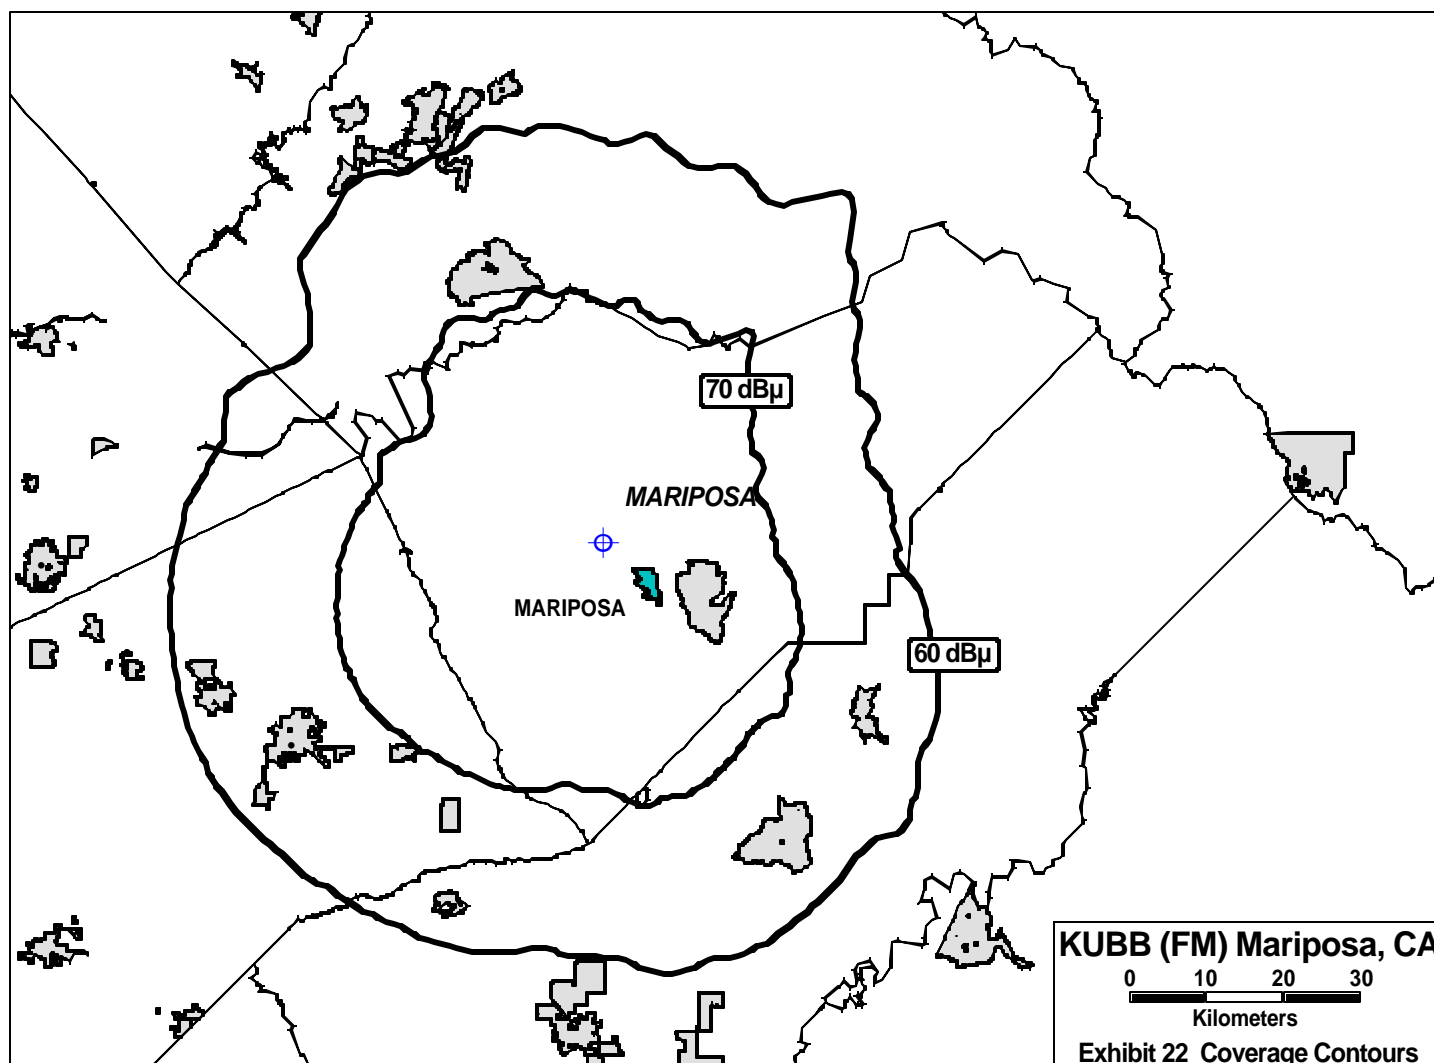 70 dBµ
MARIPOSA
MARIPOSA
60 dBµ
KUBB (FM) Mariposa, CA
0 10 20 30
Kilometers
Exhibit 22 Coverage Contours